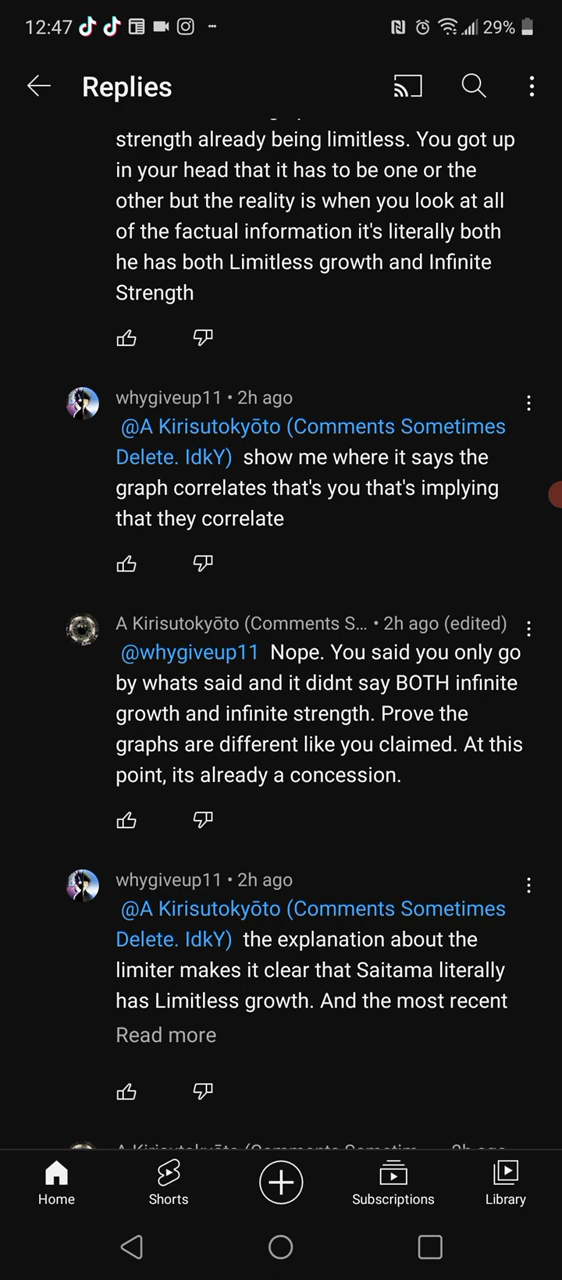 12:47
29%
Replies
strength already being limitless. You got up
in your head that it has to be one or the
other but the reality is when you look at all
of the factual information it's literally both
he has both Limitless growth and Infinite
Strength
whygiveup11 • 2h ago
@A Kirisutokyōto (Comments Sometimes
Delete. IdkY) show me where it says the
graph correlates that's you that's implying
that they correlate
A Kirisutokyōto (Comments S... • 2h ago (edited)
@whygiveup11 Nope. You said you only go
by whats said and it didnt say BOTH infinite
growth and infinite strength. Prove the
graphs are different like you claimed. At this
point, its already a concession.
whygiveup11 • 2h ago
@A Kirisutokyōto (Comments Sometimes
Delete. IdkY) the explanation about the
limiter makes it clear that Saitama literally
has Limitless growth. And the most recent
Read more
Home
Shorts
Subscriptions
Library